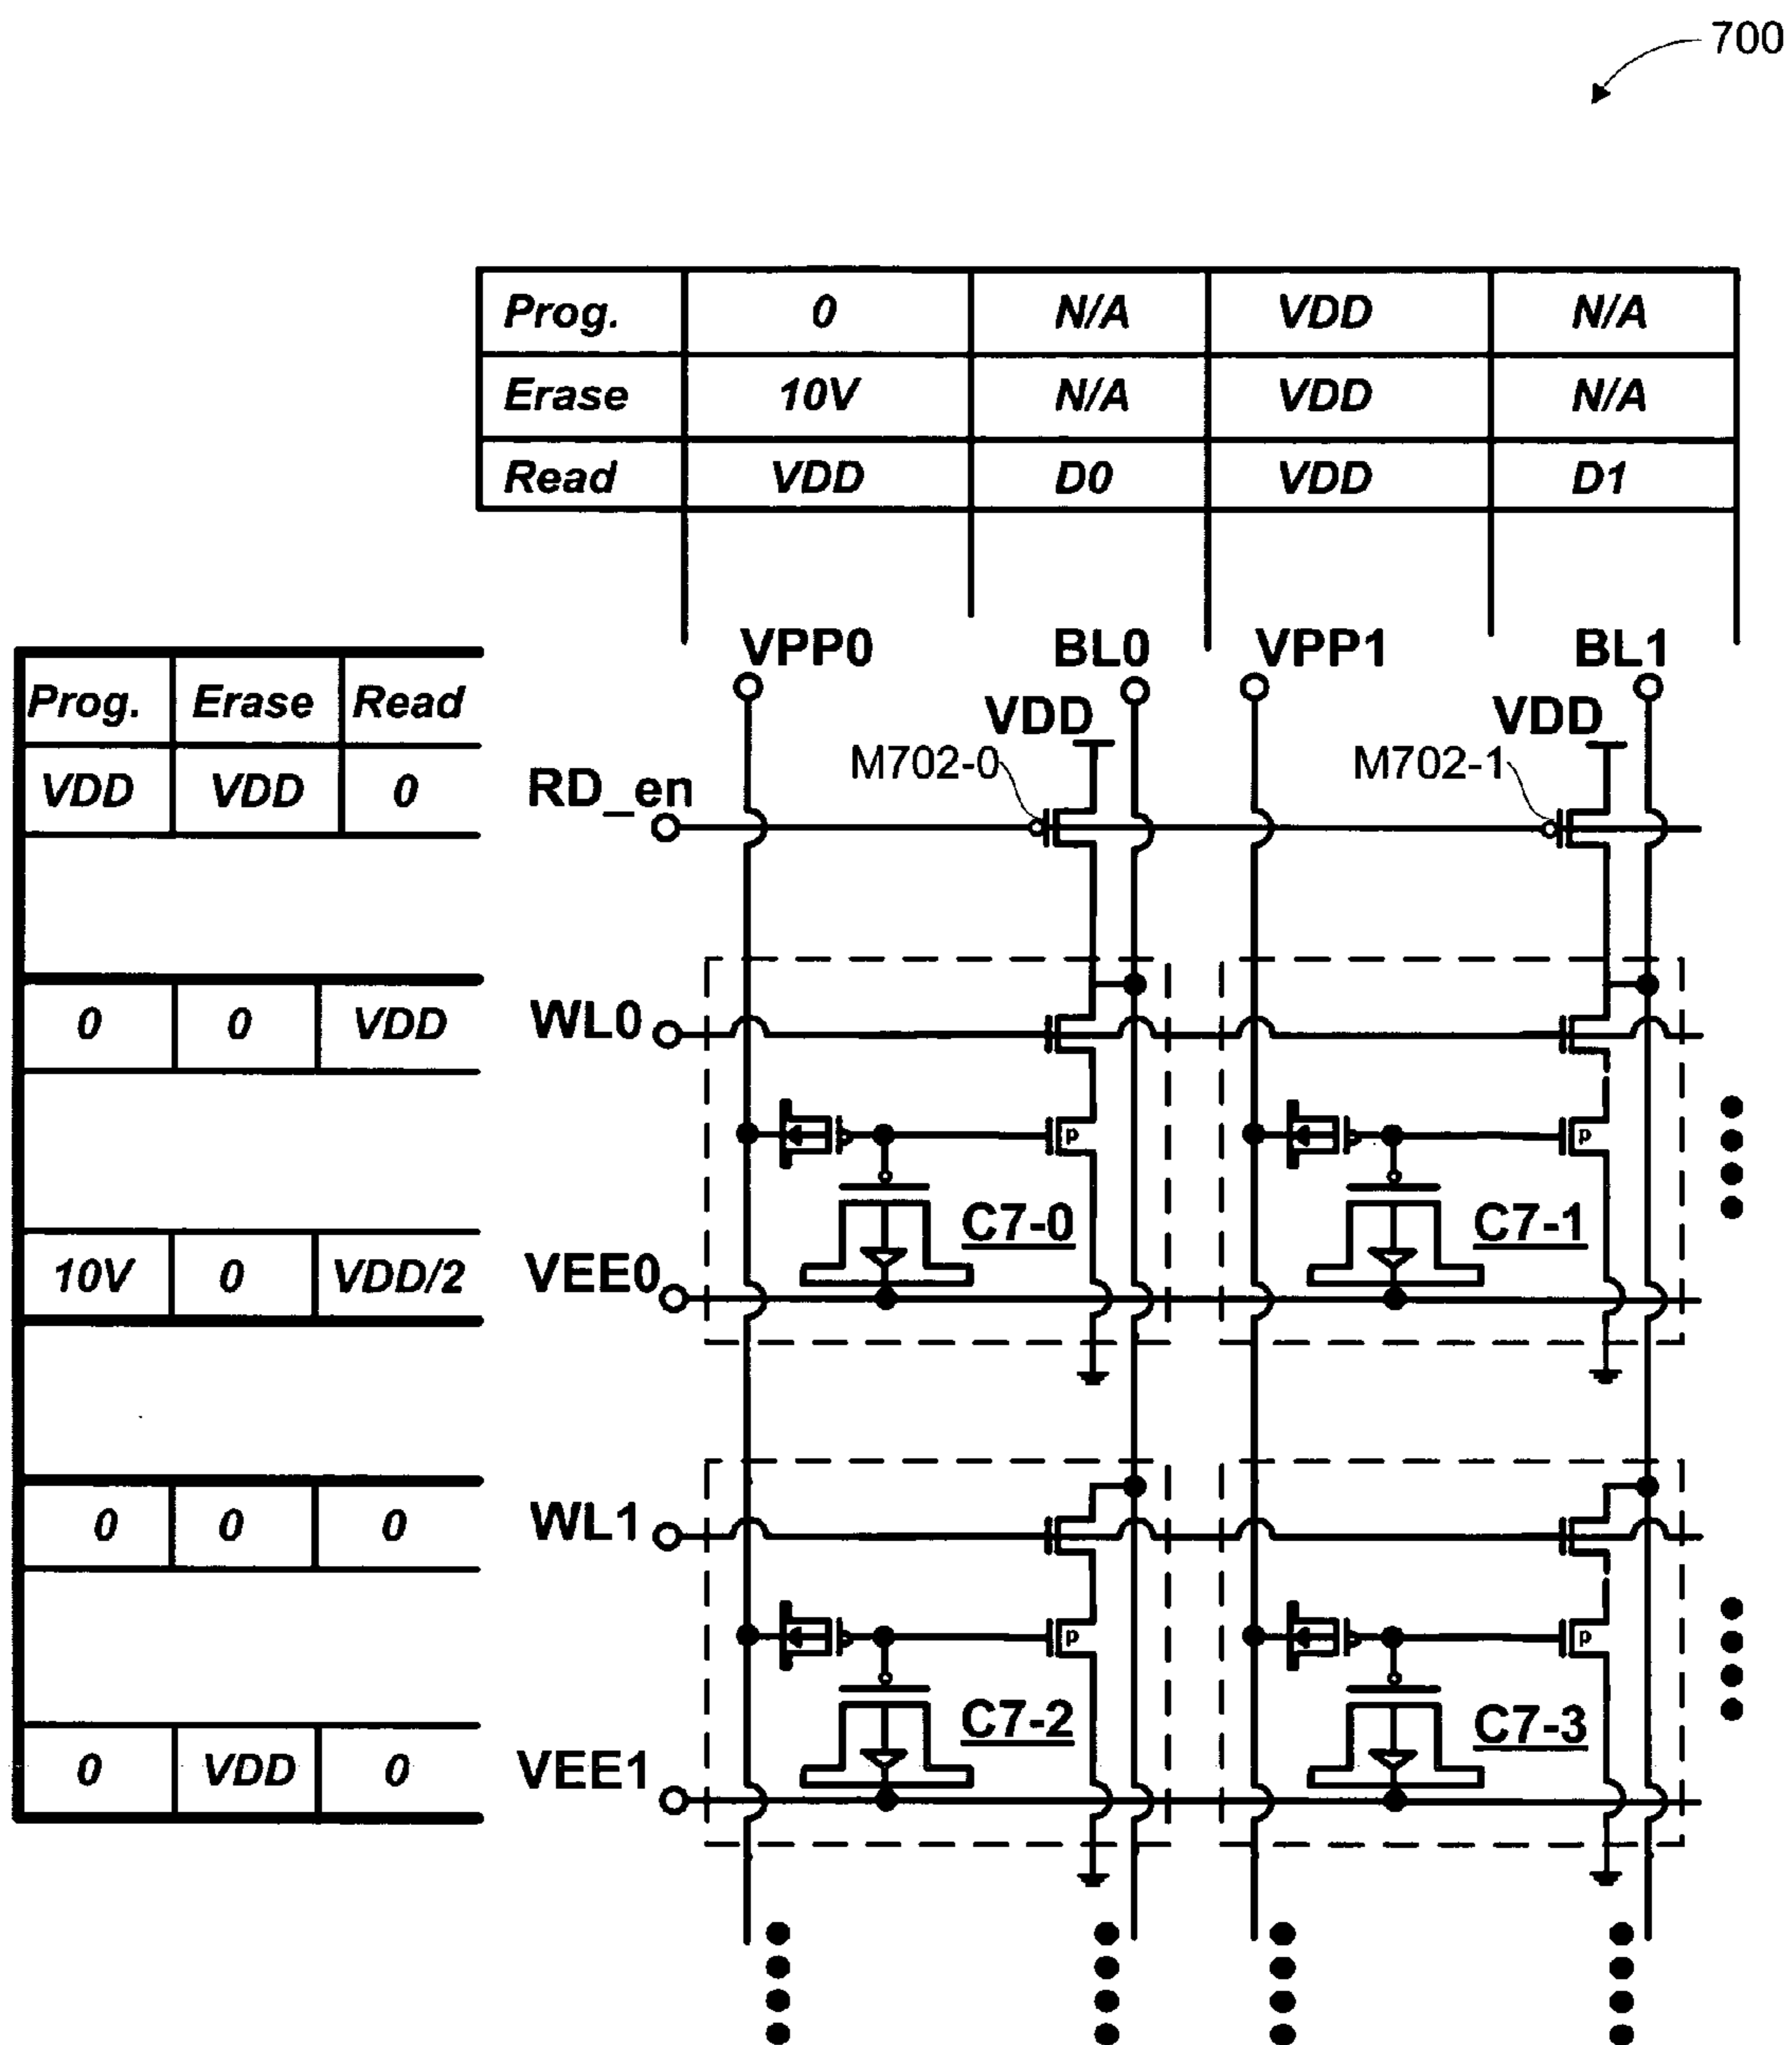 700
Prog. 0 N/A VDD N/A
Erase 10V N/A VDD N/A
Read VDD D0 VDD D1
VPP0 BL0 VPP1 BL1
Prog. Erase Read
VDD VDD
VDD VDD 0
RD_en
M702-0 M702-1
0 0 VDD
WL0
p p
C7-0 C7-1
10V 0 VDD/2
VEE0
0 0 0
WL1
p p
C7-2 C7-3
0 VDD 0
VEE1